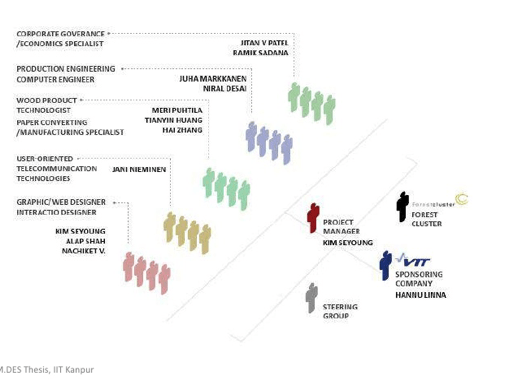 CORPORATE GOVERANCE
/ECONOMICS SPECIALIST
JITAN V PATEL
RAMIK SADANA
PRODUCTION ENGINEERING
COMPUTER ENGINEER
JUHA MARKKANEN
NIRAL DESAI
WOOD PRODUCT
TECHNOLOGIST
PAPER CONVERTING
/MANUFACTURING SPECIALIST
MERI PUHTILA
TIANYIN HUANG
HAI ZHANG
USER-ORIENTED
TELECOMMUNICATION
TECHNOLOGIES
JANI NIEMINEN
GRAPHIC/WEB DESIGNER
INTERACTIO DESIGNER
KIM SEYOUNG
ALAP SHAH
NACHIKET V.
PROJECT
MANAGER
KIM SEYOUNG
forestcluster
FOREST
CLUSTER
VTT
SPONSORING
COMPANY
HANNU LINNA
STEERING
GROUP
M.DES Thesis, IIT Kanpur